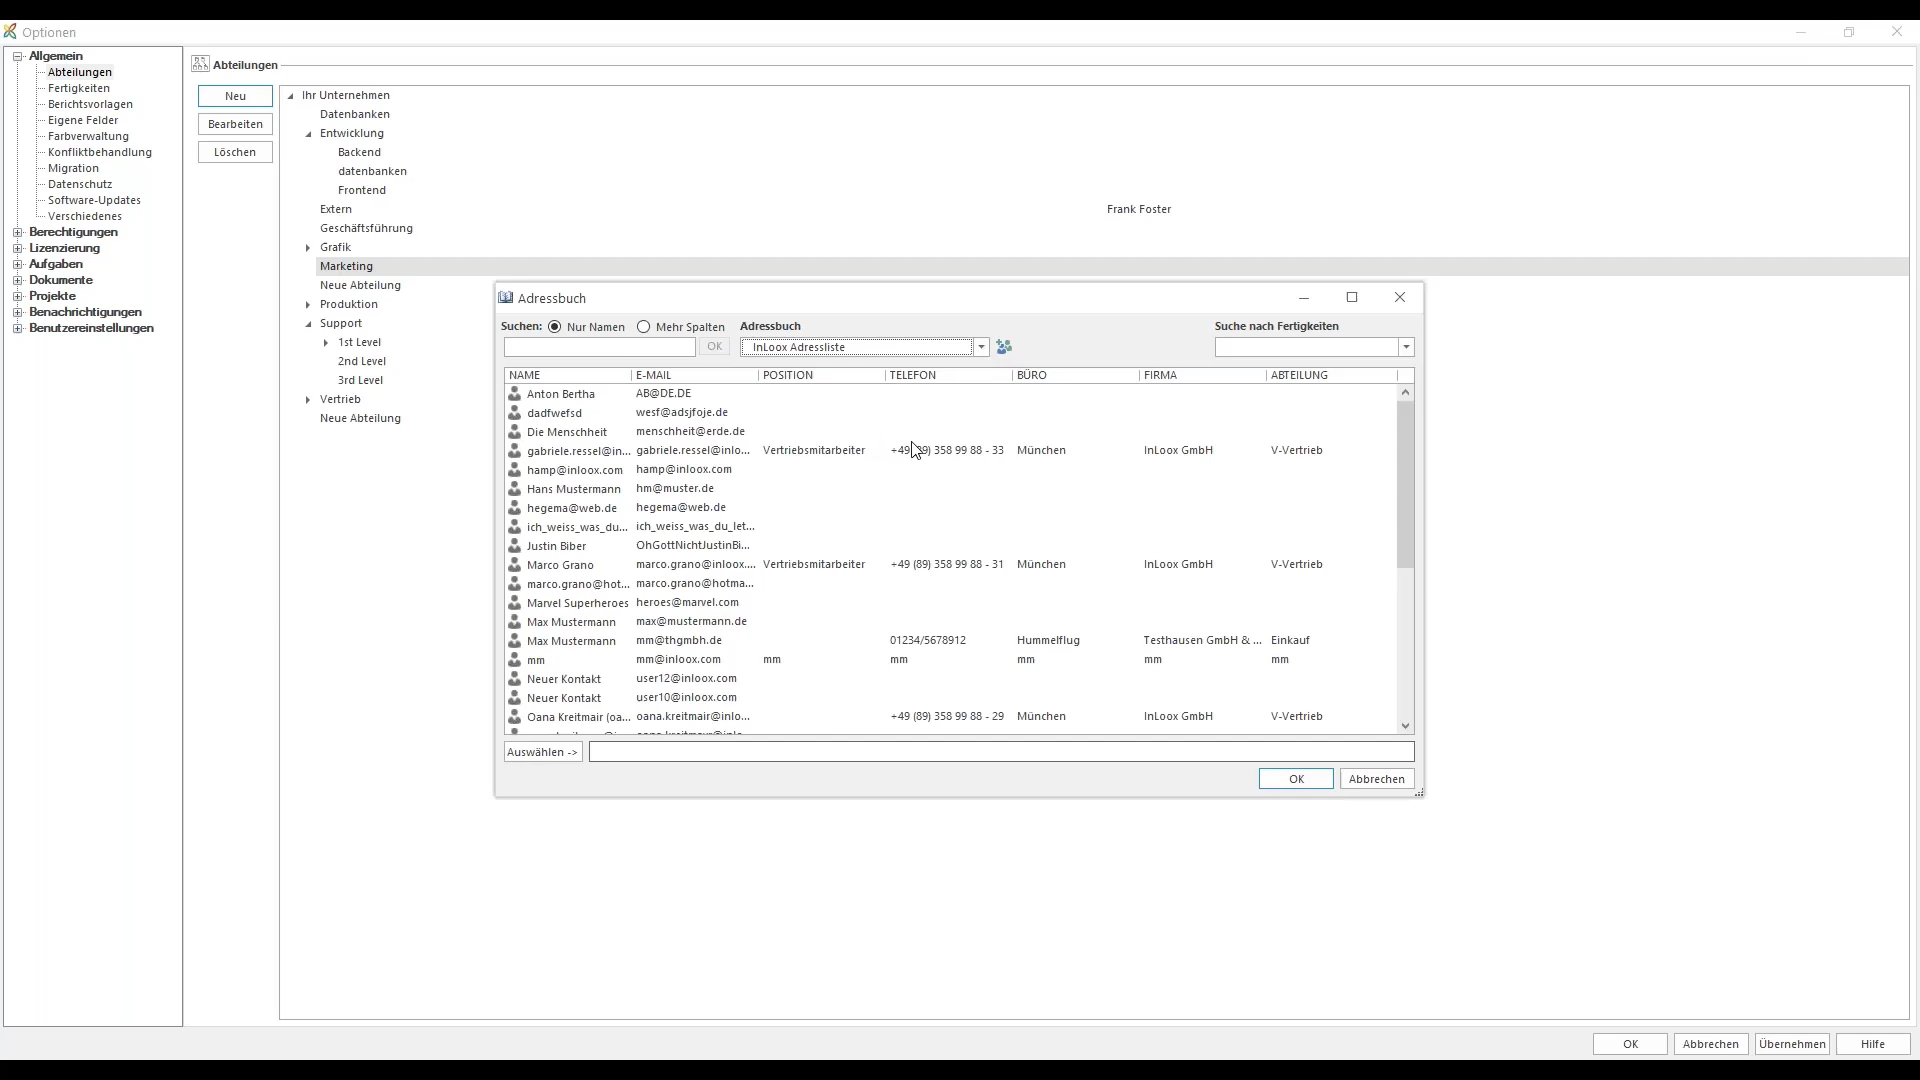 Optionen
Allgemein
Abteilungen
Fertigkeiten
Berichtsvorlagen
Eigene Felder
Farbverwaltung
Konfliktbehandlung
Migration
Datenschutz
Software-Updates
Verschiedenes
Berechtigungen
Lizenzierung
Aufgaben
Dokumente
Projekte
Benachrichtigungen
Benutzereinstellungen
Abteilungen
Neu
Bearbeiten
Löschen
Ihr Unternehmen
Datenbanken
Entwicklung
Backend
datenbanken
Frontend
Extern Frank Foster
Geschäftsführung
Grafik
Marketing
Neue Abteilung
Produktion
Support
1st Level
2nd Level
3rd Level
Vertrieb
Neue Abteilung
Adressbuch
Suchen: Nur Namen Mehr Spalten Adressbuch Suche nach Fertigkeiten
OK InLoox Adressliste
NAME E-MAIL POSITION TELEFON BÜRO FIRMA ABTEILUNG
Anton Bertha AB@DE.DE
dadfwefsd wesf@adsjfoje.de
Die Menschheit menschheit@erde.de
gabriele.ressel@in... gabriele.ressel@inlo... Vertriebsmitarbeiter +49 (89) 358 99 88 - 33 München InLoox GmbH V-Vertrieb
hamp@inloox.com hamp@inloox.com
Hans Mustermann hm@muster.de
hegema@web.de hegema@web.de
ich_weiss_was_du... ich_weiss_was_du_let...
Justin Biber OhGottNichtJustinBi...
Marco Grano marco.grano@inloox.... Vertriebsmitarbeiter +49 (89) 358 99 88 - 31 München InLoox GmbH V-Vertrieb
marco.grano@hot... marco.grano@hotma...
Marvel Superheroes heroes@marvel.com
Max Mustermann max@mustermann.de
Max Mustermann mm@thgmbh.de 01234/5678912 Hummelflug Testhausen GmbH & ... Einkauf
mm mm@inloox.com mm mm mm mm mm
Neuer Kontakt user12@inloox.com
Neuer Kontakt user10@inloox.com
Oana Kreitmair (oa... oana.kreitmair@inlo... +49 (89) 358 99 88 - 29 München InLoox GmbH V-Vertrieb
Auswählen ->
OK Abbrechen
OK Abbrechen Übernehmen Hilfe